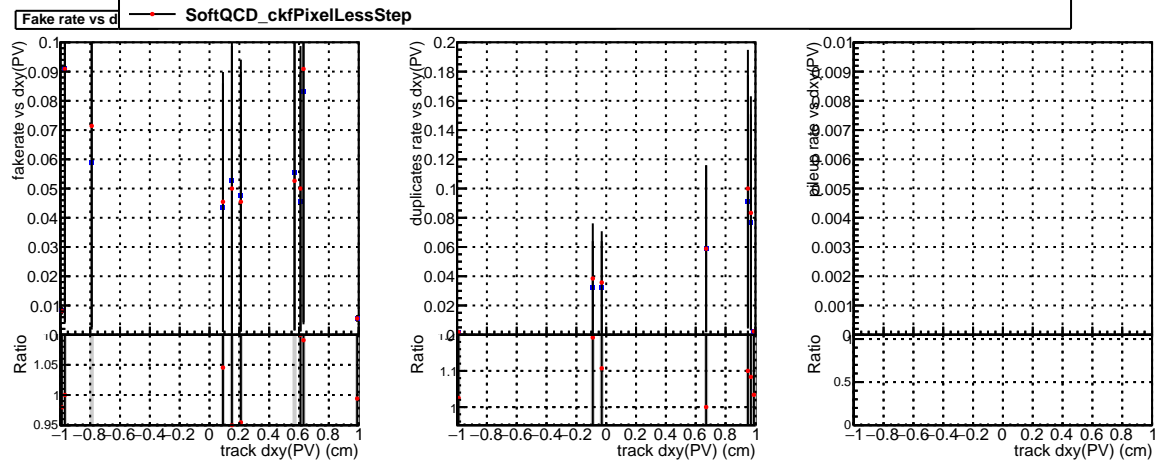 Fake rate vs d
SoftQCD_ckfPixelLessStep
fakerate vs dxy(PV)
0.1
0.09
0.08
0.07
0.06
0.05
0.04
0.03
0.02
0.01
0
Ratio
1.05
1
0.95
−1 −0.8 −0.6 −0.4 −0.2 0 0.2 0.4 0.6 0.8 1
track dxy(PV) (cm)
duplicates rate vs dxy(PV)
0.2
0.18
0.16
0.14
0.12
0.1
0.08
0.06
0.04
0.02
0
Ratio
1.1
1
−1 −0.8 −0.6 −0.4 −0.2 0 0.2 0.4 0.6 0.8 1
track dxy(PV) (cm)
pileup rate vs dxy(PV)
0.01
0.009
0.008
0.007
0.006
0.005
0.004
0.003
0.002
0.001
0
Ratio
1
0.5
0
−1 −0.8 −0.6 −0.4 −0.2 0 0.2 0.4 0.6 0.8 1
track dxy(PV) (cm)